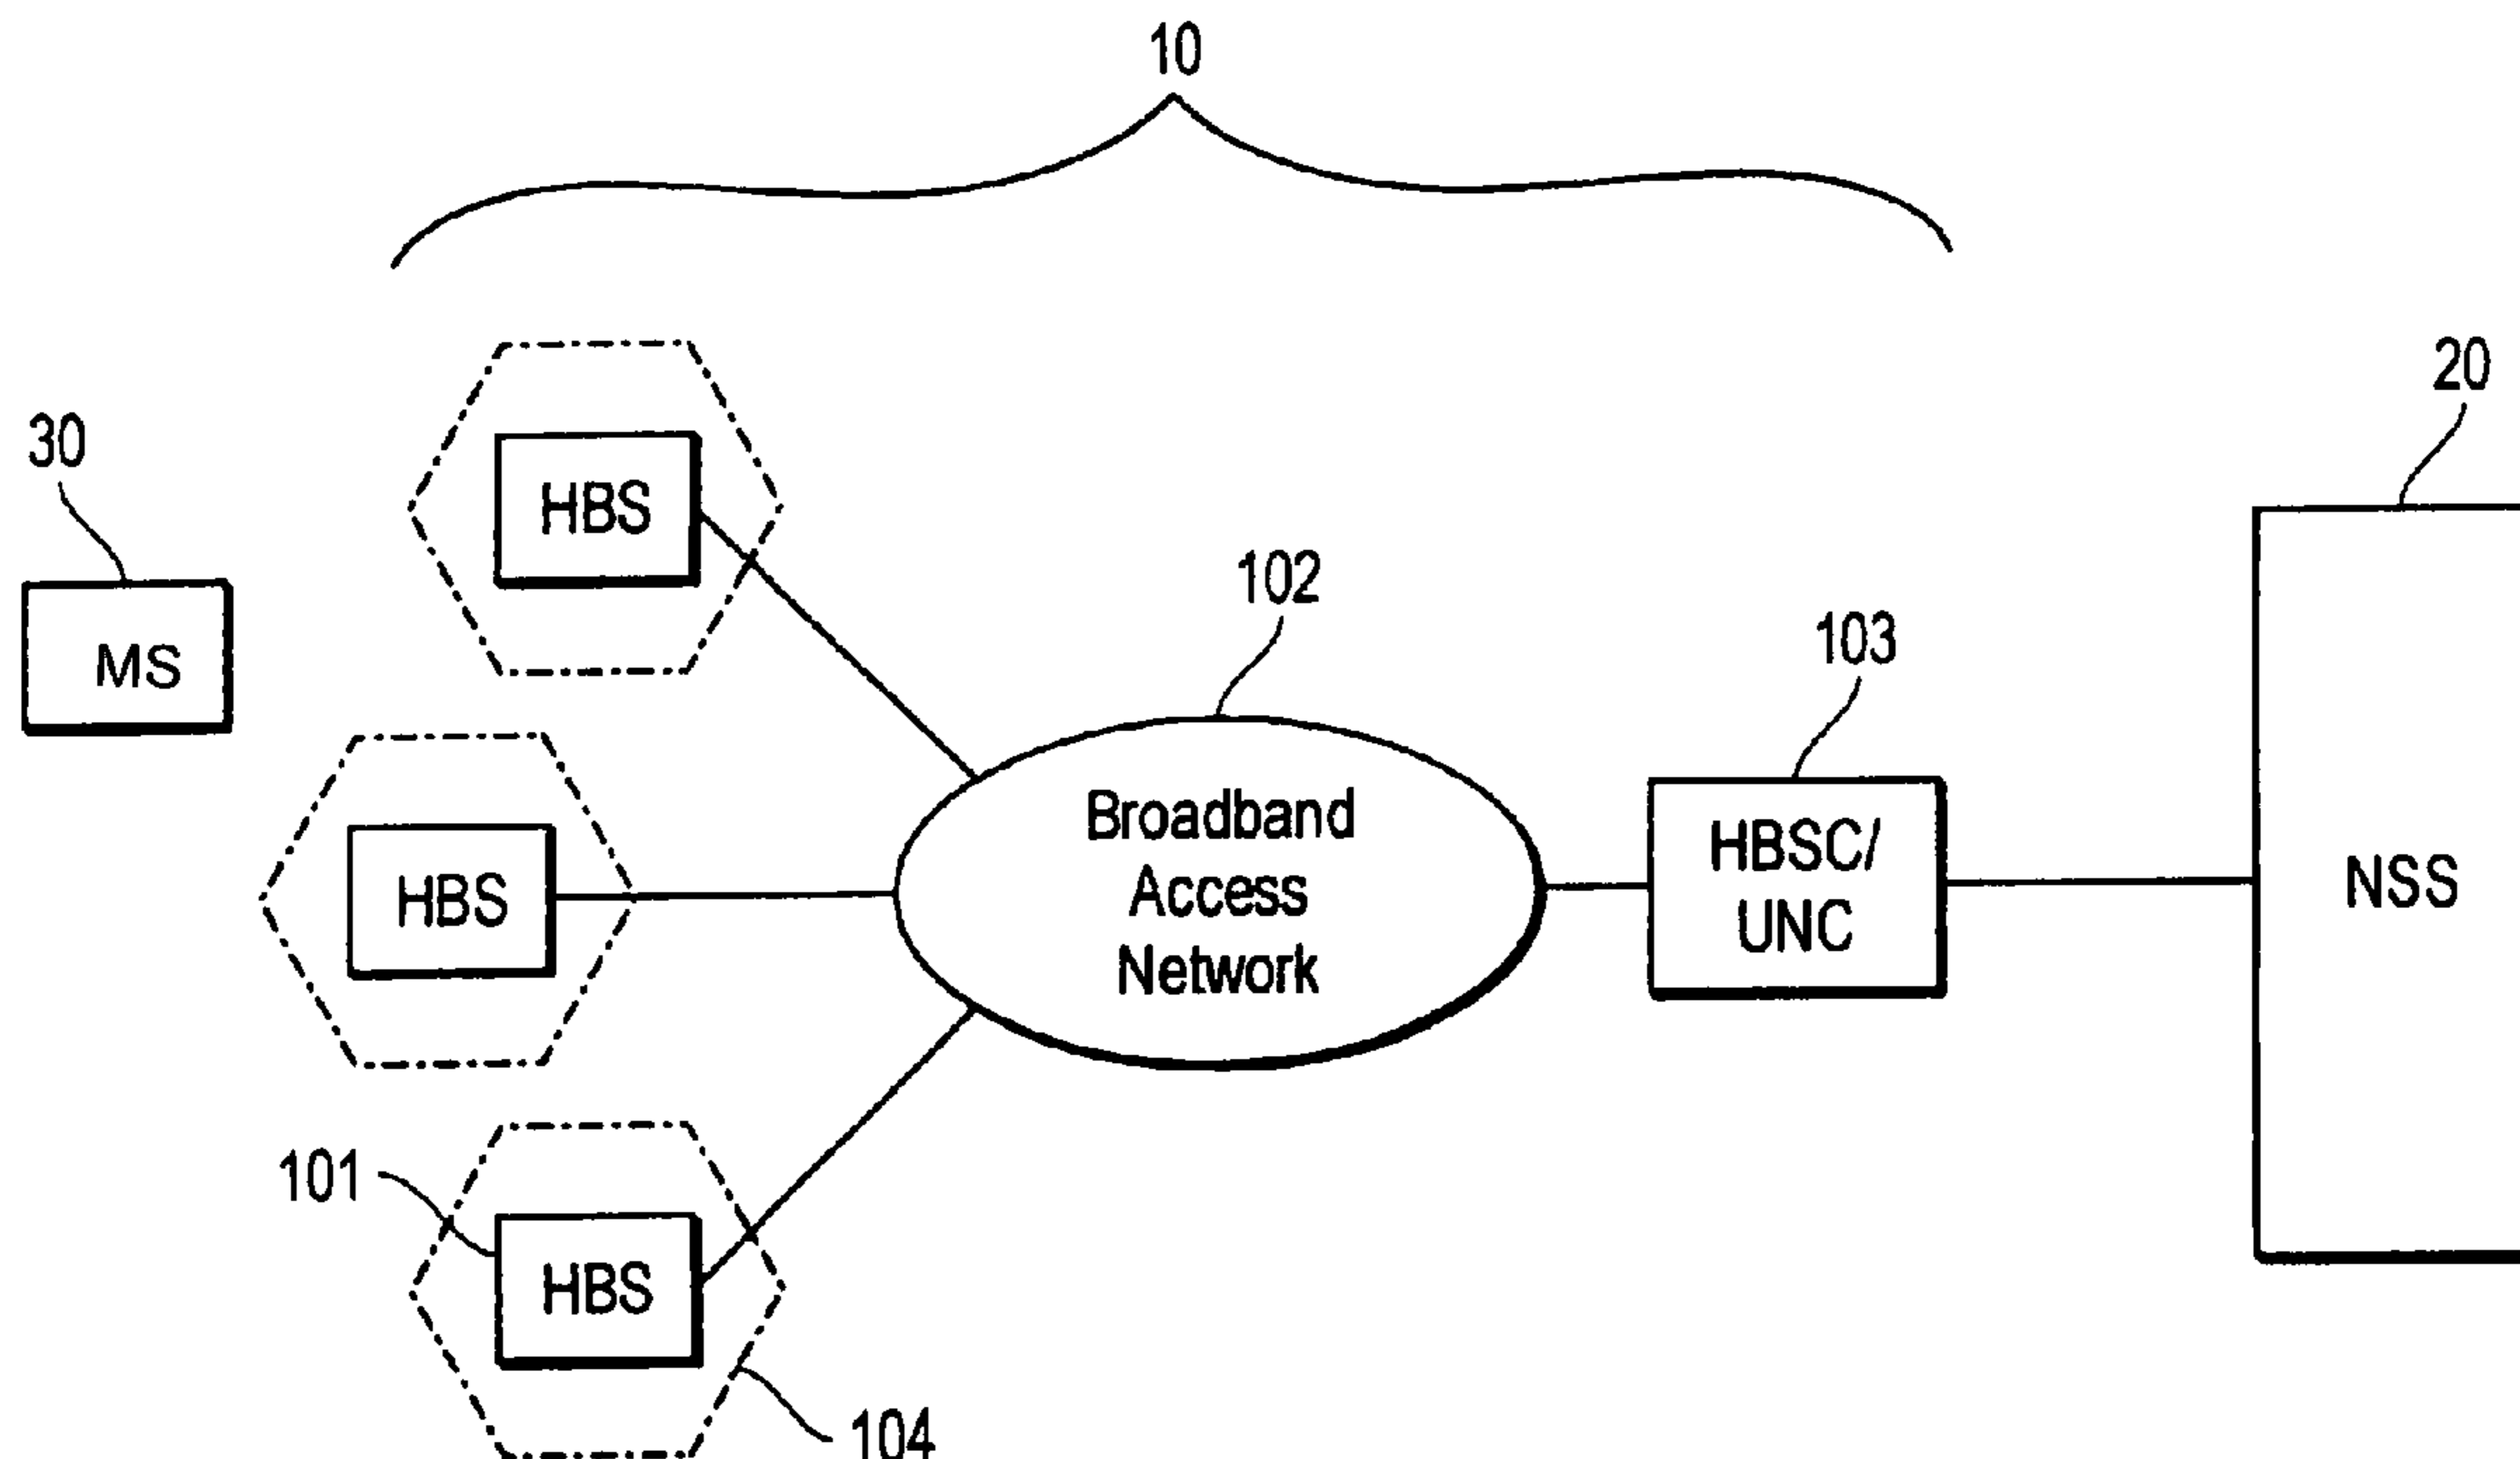 10
20
30
HBS
102
103
MS
Broadband
Access
Network
HBSC/
UNC
NSS
HBS
101
HBS
104